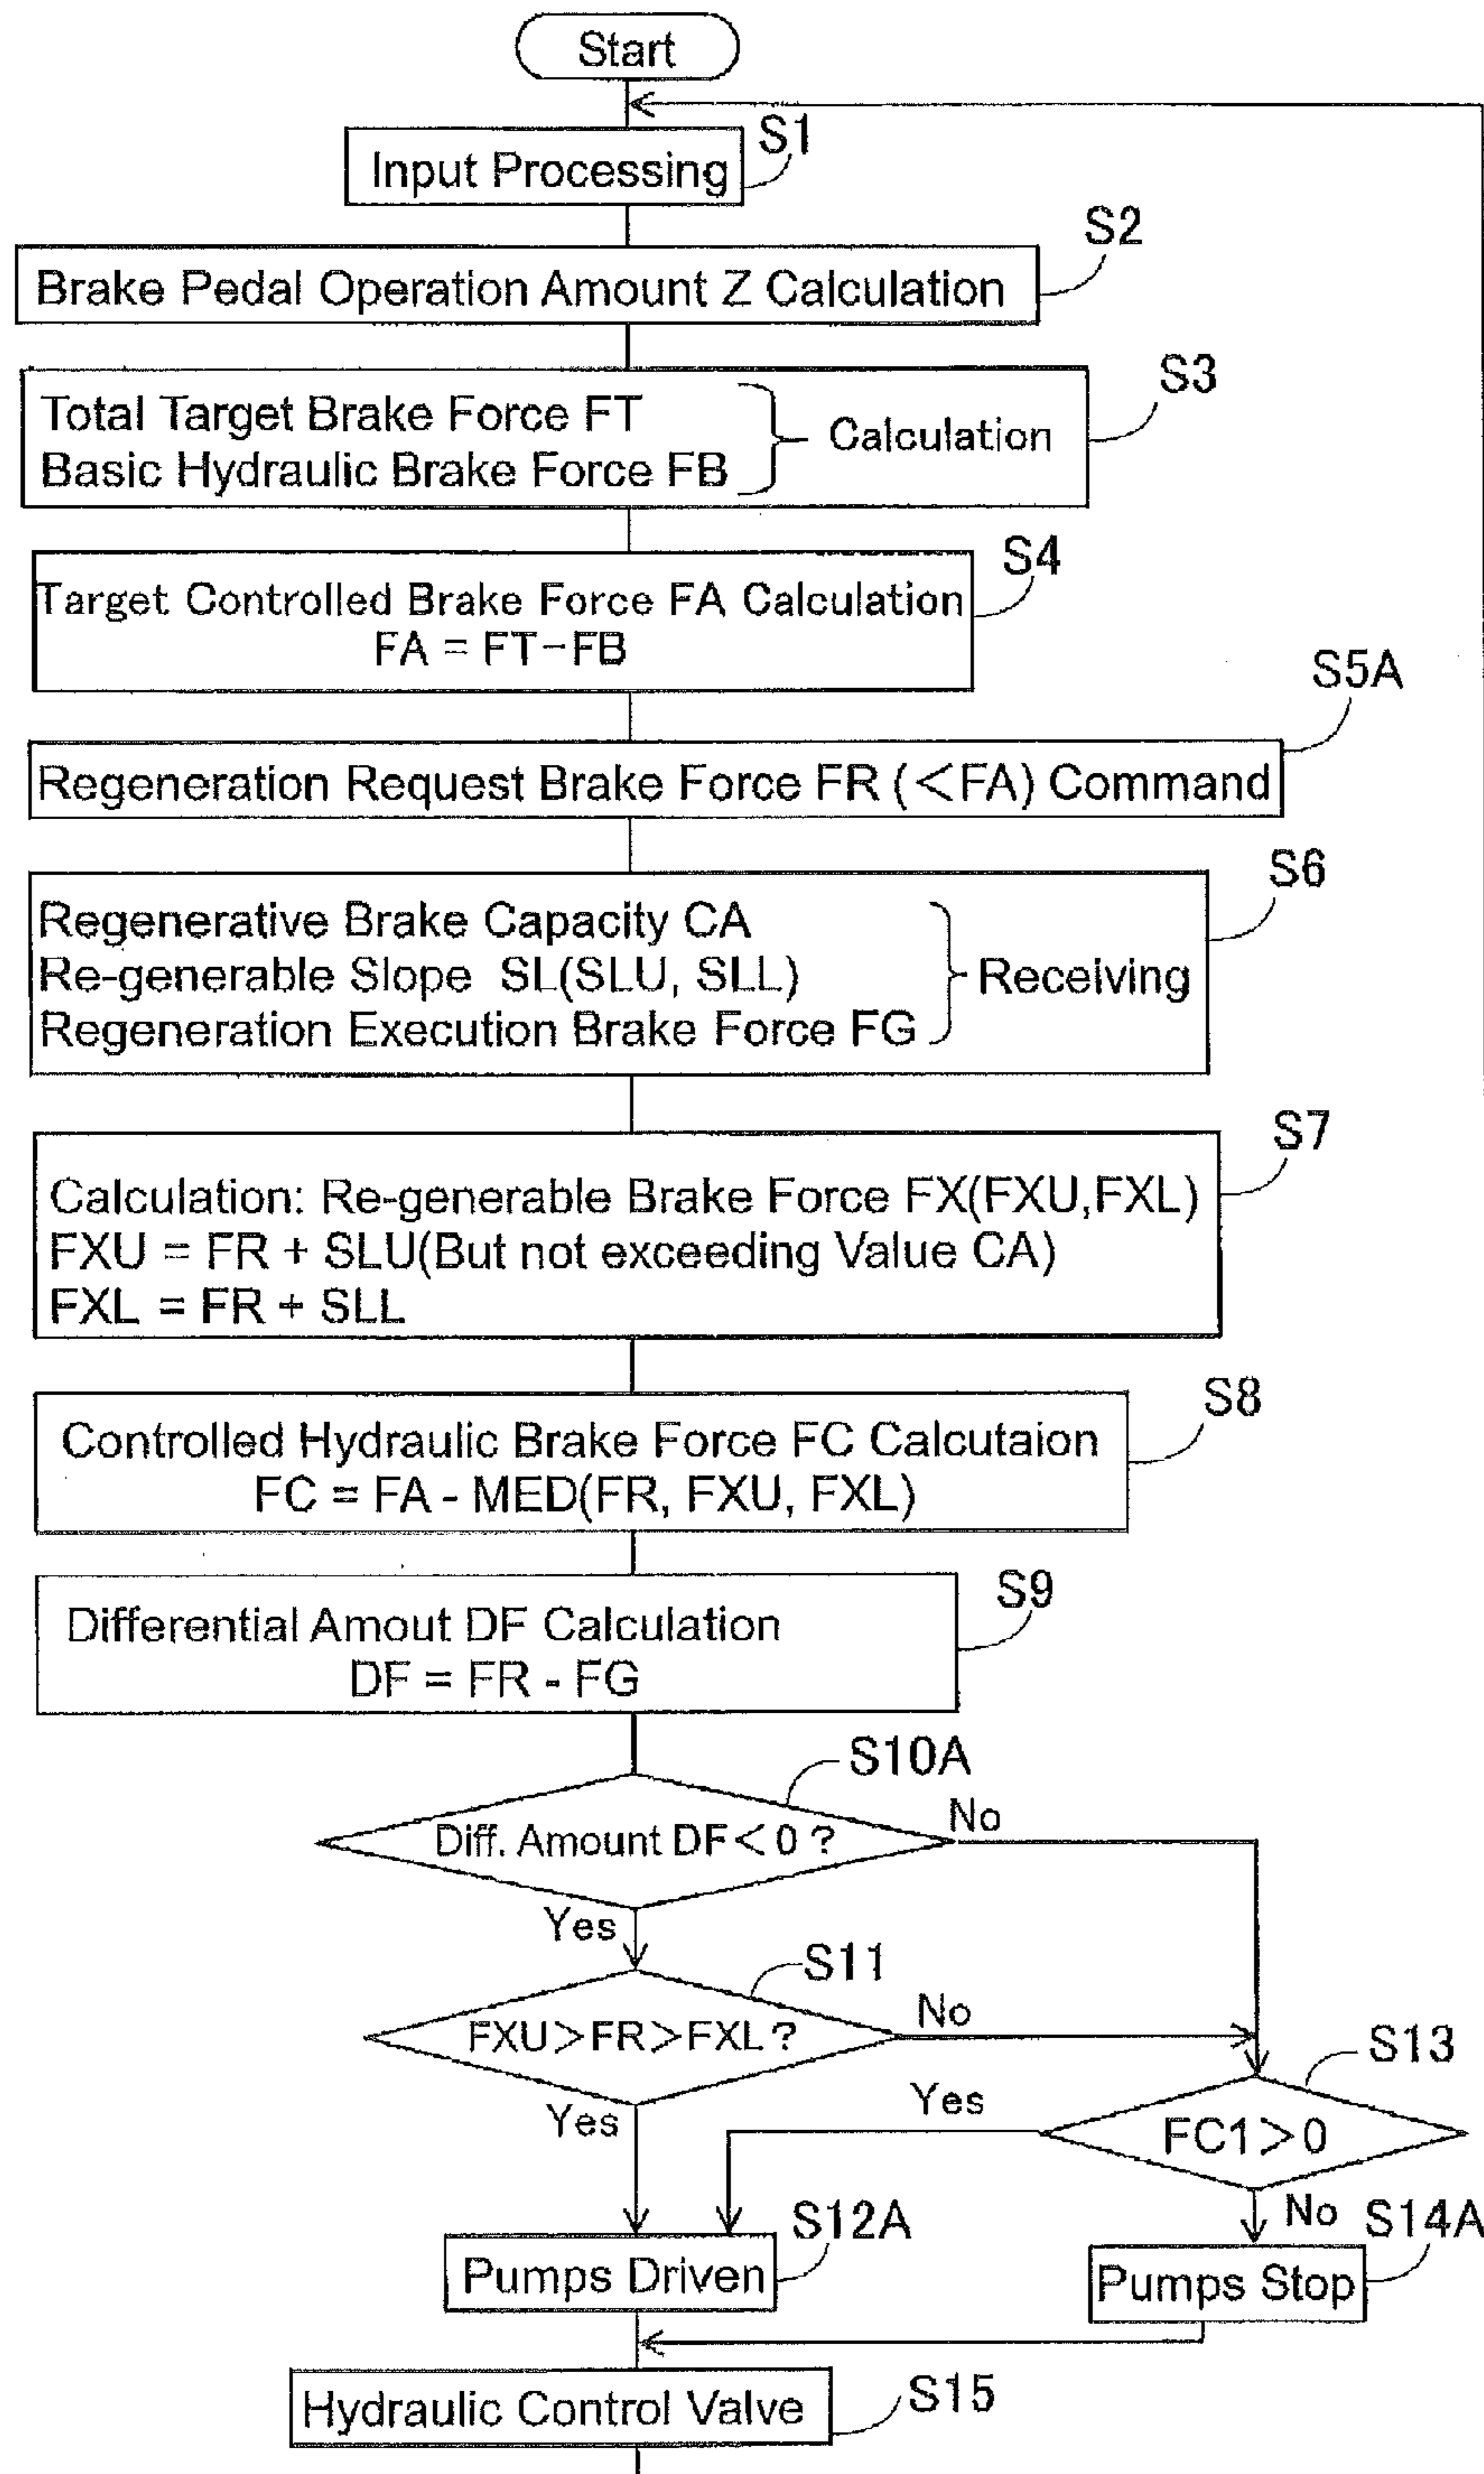 Start
S1
Input Processing
S2
Brake Pedal Operation Amount Z Calculation
S3
Total Target Brake Force FT
Basic Hydraulic Brake Force FB
Calculation
S4
Target Controlled Brake Force FA Calculation
FA = FT-FB
S5A
Regeneration Request Brake Force FR (<FA) Command
S6
Regenerative Brake Capacity CA
Re-generable Slope SL(SLU, SLL)
Regeneration Execution Brake Force FG
Receiving
S7
Calculation: Re-generable Brake Force FX(FXU,FXL)
FXU = FR + SLU(But not exceeding Value CA)
FXL = FR + SLL
S8
Controlled Hydraulic Brake Force FC Calcutaion
FC = FA - MED(FR, FXU, FXL)
S9
Differential Amout DF Calculation
DF = FR - FG
S10A
Diff. Amount DF<0 ?
No
Yes
S11
FXU>FR>FXL?
No
S13
Yes
Yes
FC1>0
S12A
No
S14A
Pumps Driven
Pumps Stop
S15
Hydraulic Control Valve